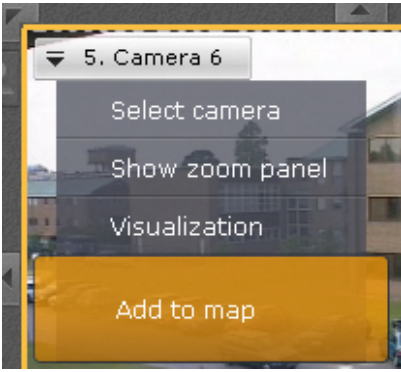 5. Camera 6
Select camera
Show zoom panel
Visualization
Add to map